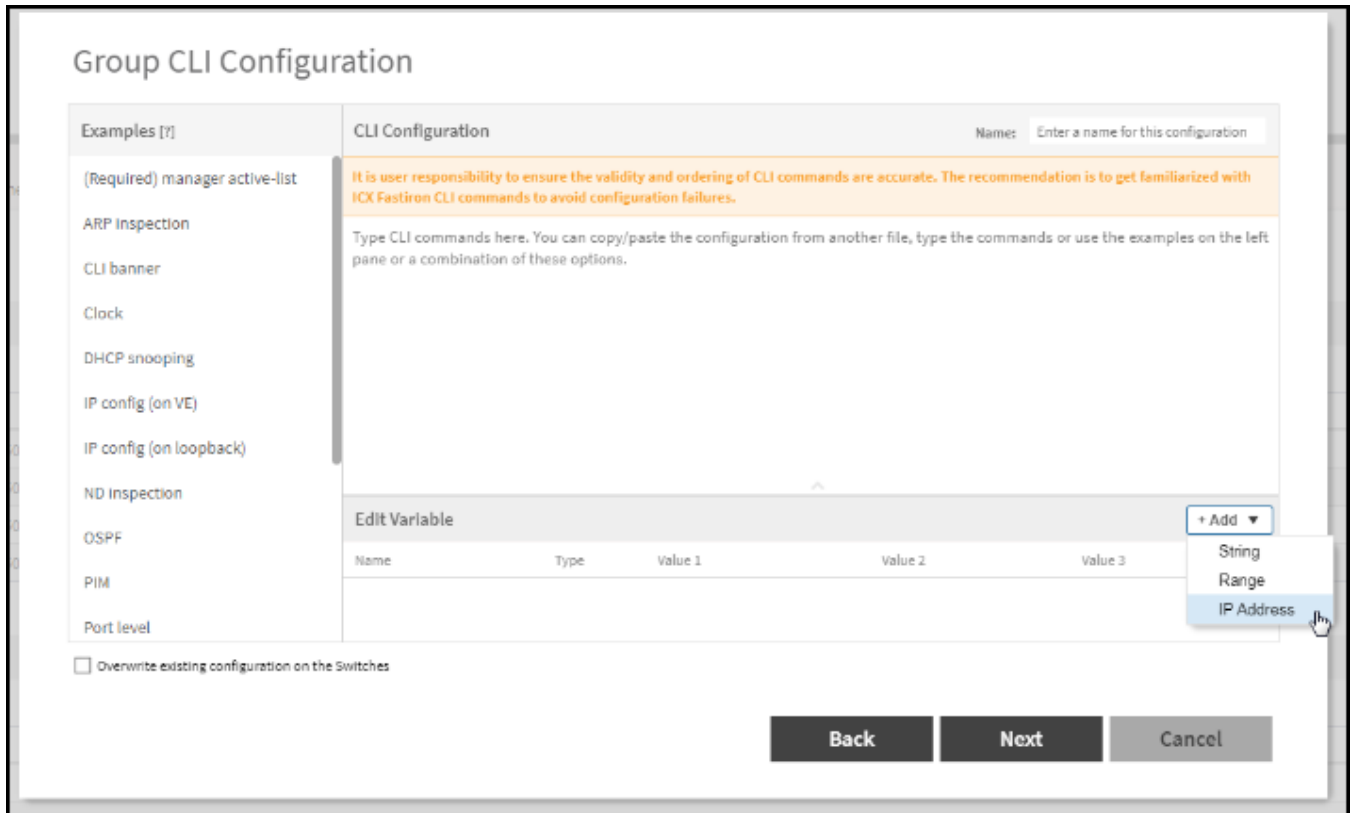 Group CLI Configuration
Examples [?]
CLI Configuration
Name:
Enter a name for this configuration
(Required) manager active-list
ARP inspection
CLI banner
Clock
DHCP snooping
IP config (on VE)
IP config (on loopback)
ND inspection
OSPF
PIM
Port level
It is user responsibility to ensure the validity and ordering of CLI commands are accurate. The recommendation is to get familiarized with
ICX Fastiron CLI commands to avoid configuration failures.
Type CLI commands here. You can copy/paste the configuration from another file, type the commands or use the examples on the left
pane or a combination of these options.
Edit Variable
+ Add ▼
String
Range
IP Address
Name Type Value 1 Value 2 Value 3
Overwrite existing configuration on the Switches
Back
Next
Cancel